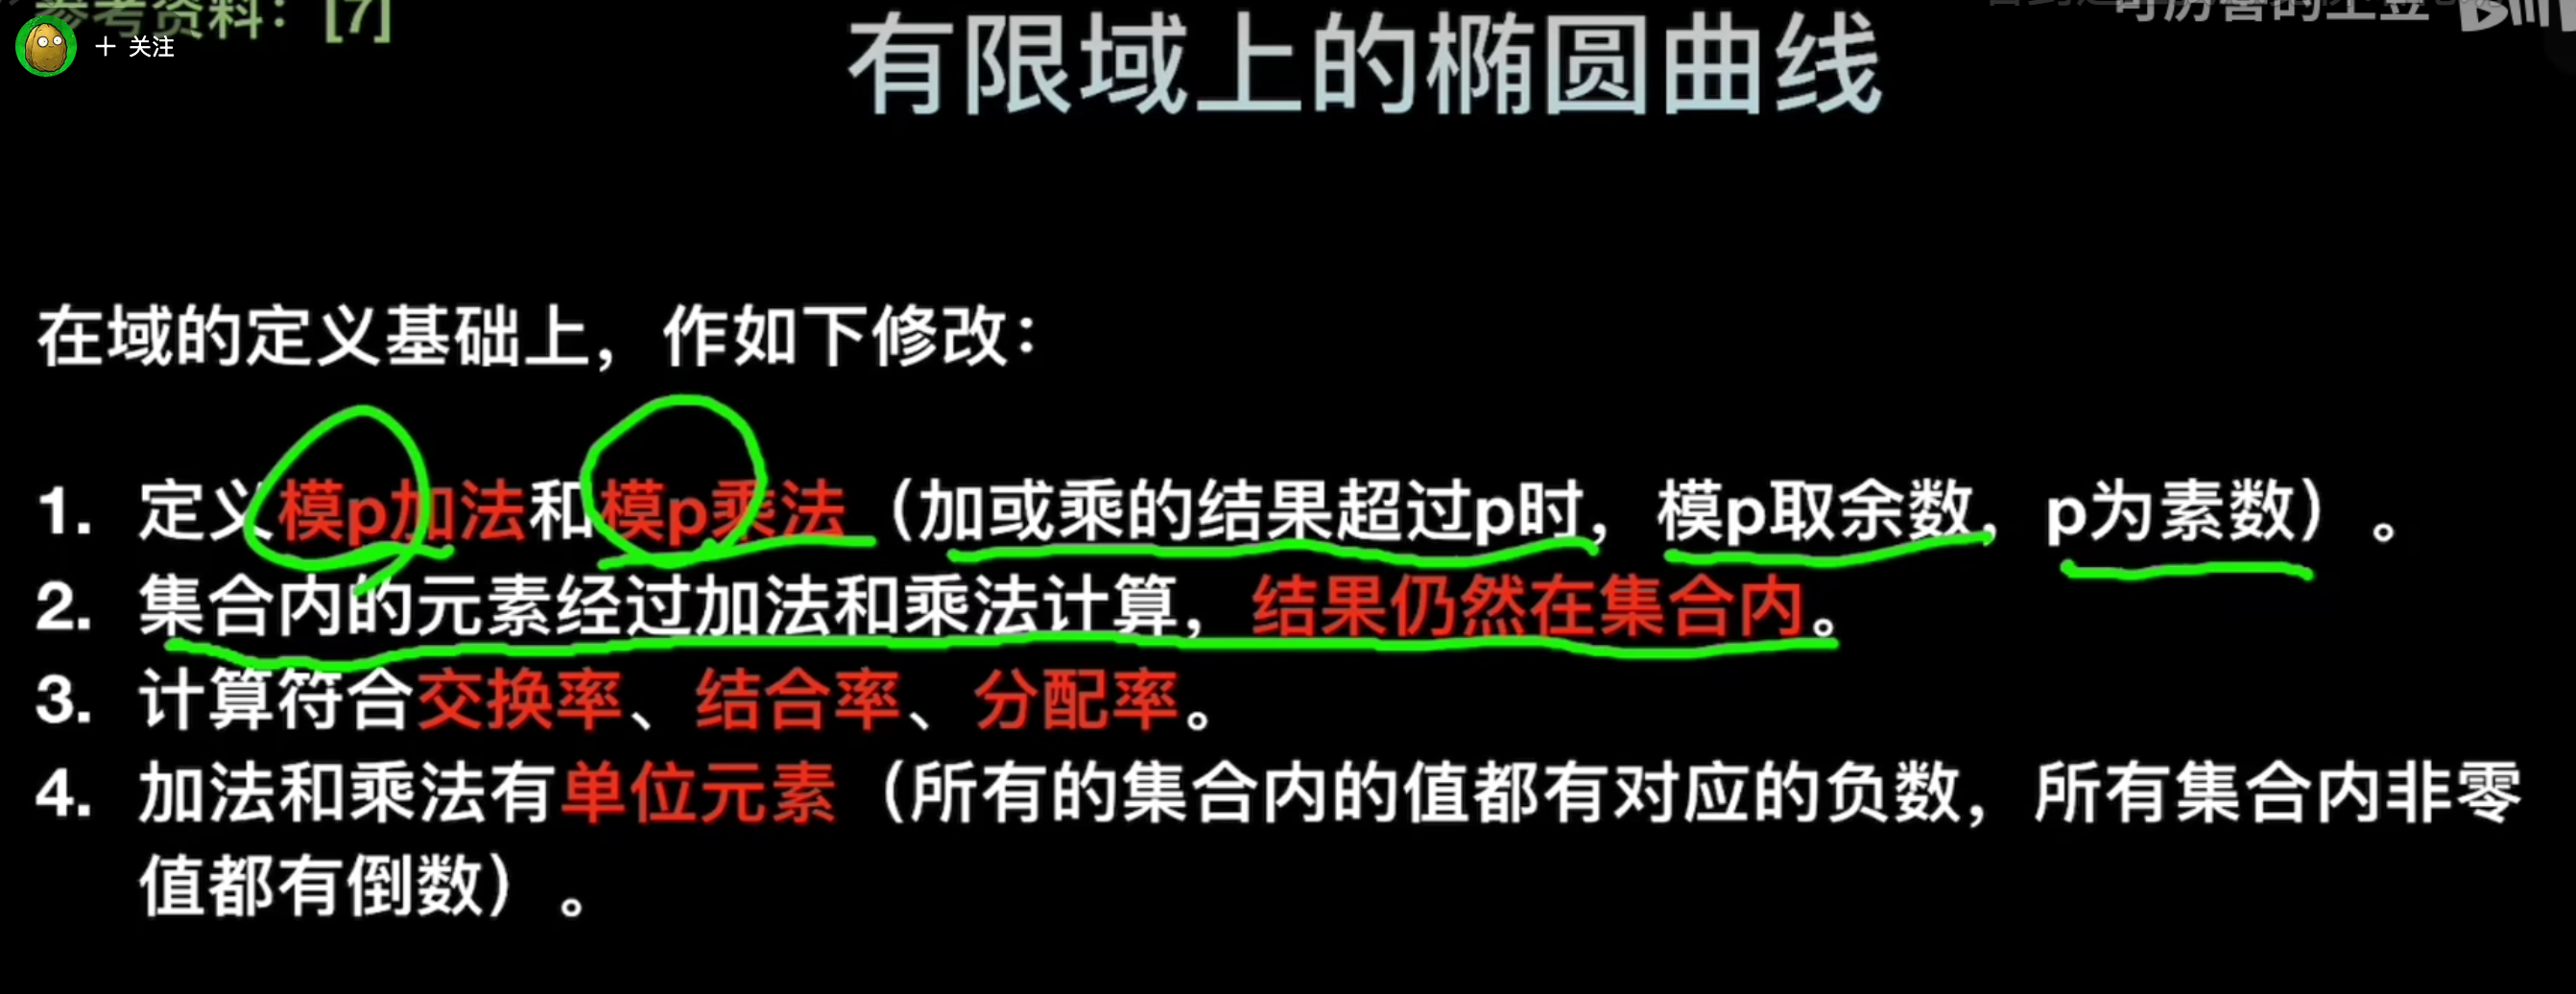 参考资料：[7]
+ 关注
有限域上的椭圆曲线
在域的定义基础上，作如下修改：
1. 定义模p加法和模p乘法（加或乘的结果超过p时，模p取余数，p为素数）。
2. 集合内的元素经过加法和乘法计算，结果仍然在集合内。
3. 计算符合交换率、结合率、分配率。
4. 加法和乘法有单位元素（所有的集合内的值都有对应的负数，所有集合内非零
值都有倒数）。